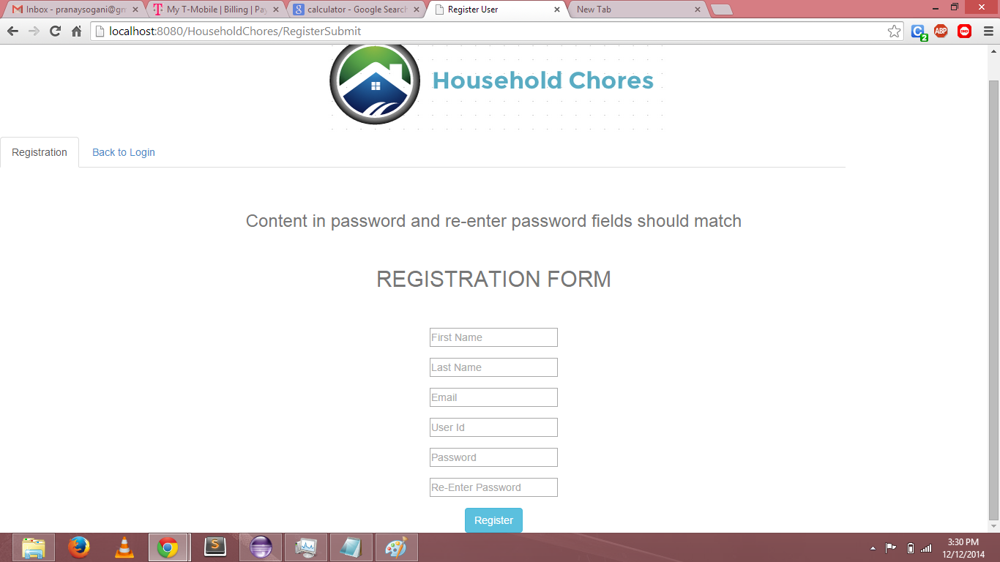 Inbox - pranaysogani@gm
My T-Mobile | Billing | Pay
calculator - Google Search
Register User
New Tab
localhost:8080/HouseholdChores/RegisterSubmit
2
ABP
Household Chores
Registration
Back to Login
Content in password and re-enter password fields should match
REGISTRATION FORM
First Name
Last Name
Email
User Id
Password
Re-Enter Password
Register
3:30 PM
12/12/2014